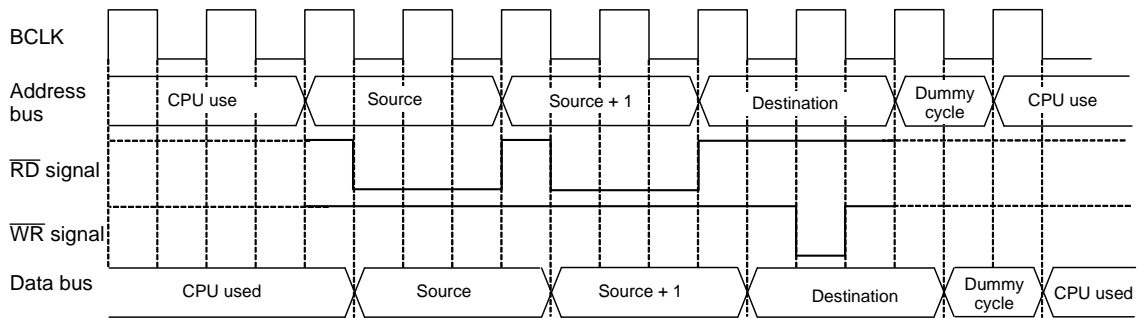 BCLK
Address
bus
CPU use
Source
Source + 1
Destination
Dummy
cycle
CPU use
RD signal
WR signal
Data bus
CPU used
Source
Source + 1
Destination
Dummy
cycle
CPU used